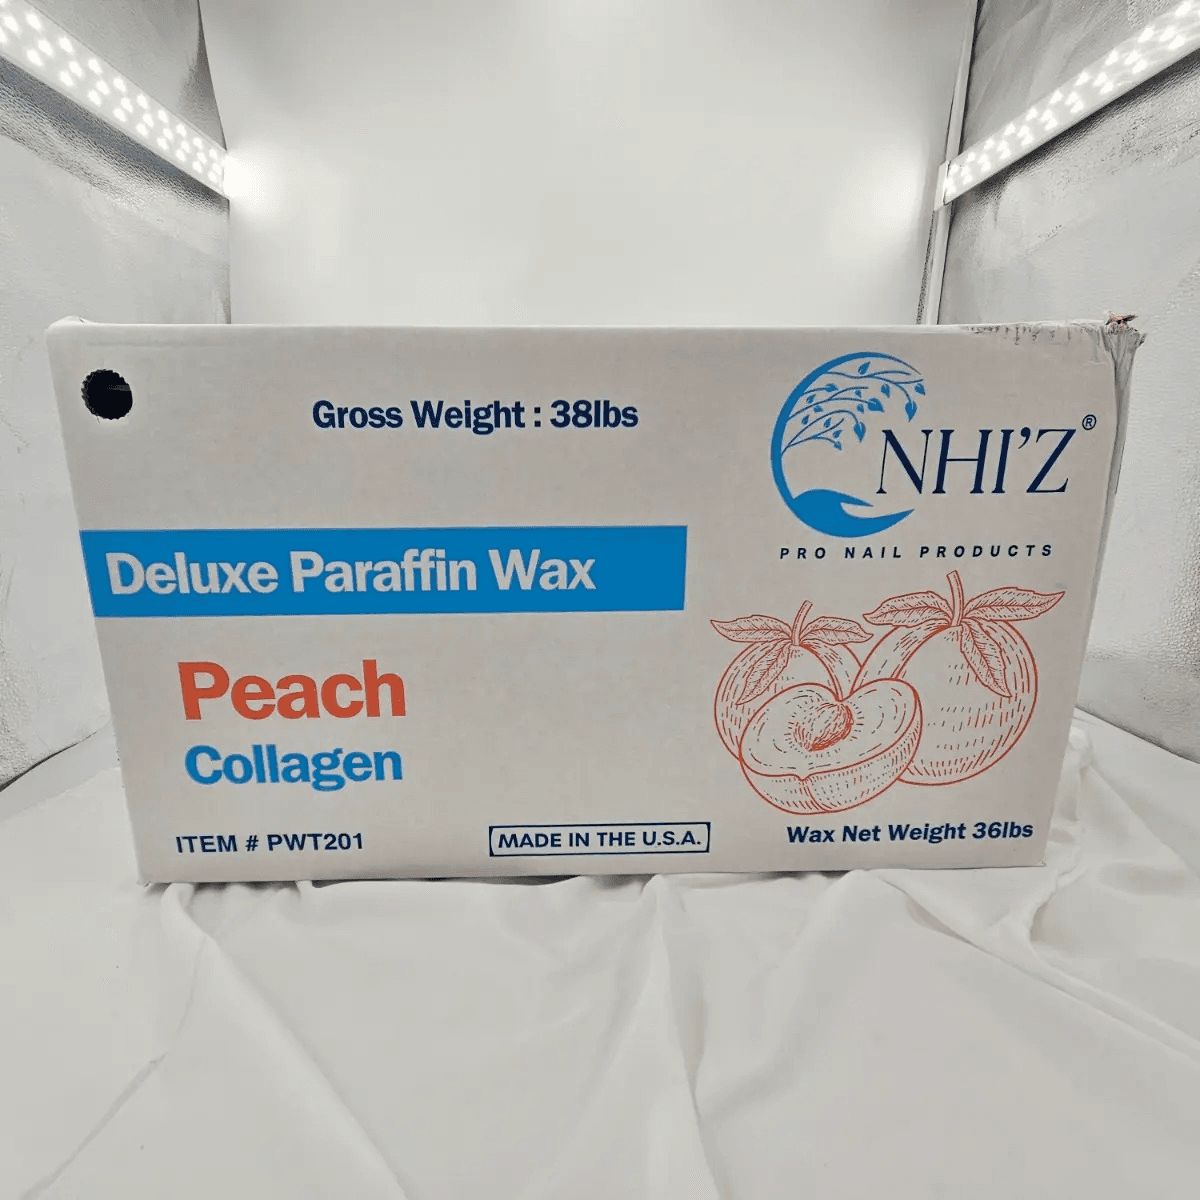 Gross Weight : 38lbs
NHI'Z®
PRO NAIL PRODUCTS
Deluxe Paraffin Wax
Peach
Collagen
ITEM # PWT201
MADE IN THE U.S.A.
Wax Net Weight 36lbs